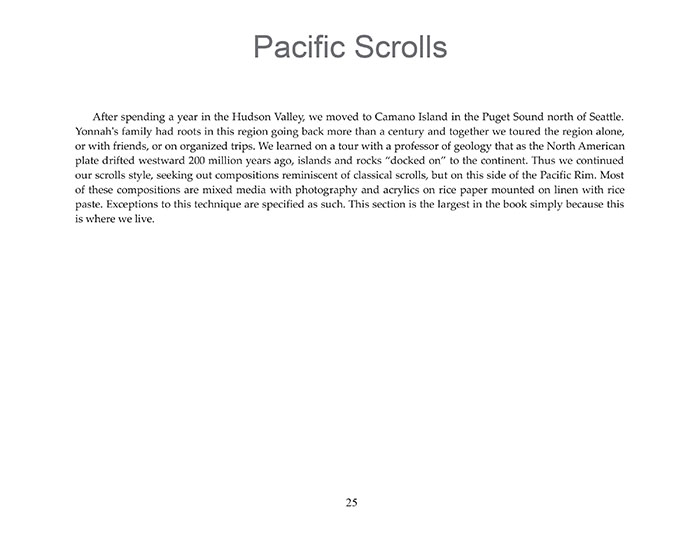 Pacific Scrolls
After spending a year in the Hudson Valley, we moved to Camano Island in the Puget Sound north of Seattle.
Yonnah's family had roots in this region going back more than a century and together we toured the region alone,
or with friends, or on organized trips. We learned on a tour with a professor of geology that as the North American
plate drifted westward 200 million years ago, islands and rocks “docked on” to the continent. Thus we continued
our scrolls style, seeking out compositions reminiscent of classical scrolls, but on this side of the Pacific Rim. Most
of these compositions are mixed media with photography and acrylics on rice paper mounted on linen with rice
paste. Exceptions to this technique are specified as such. This section is the largest in the book simply because this
is where we live.
25